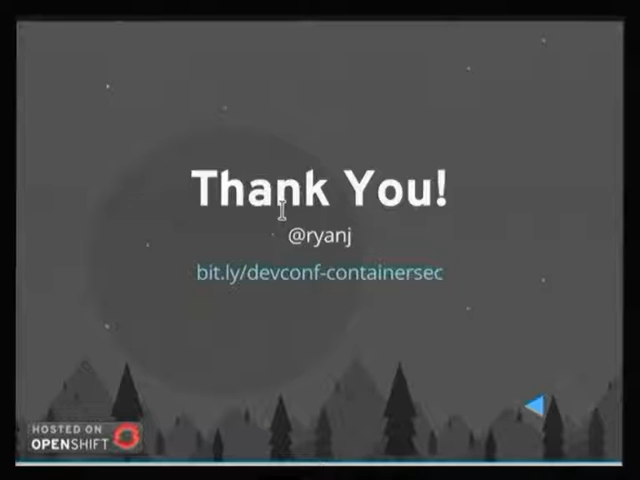 Thank You!
@ryanj
bit.ly/devconf-containersec
HOSTED ON
OPENSHIFT